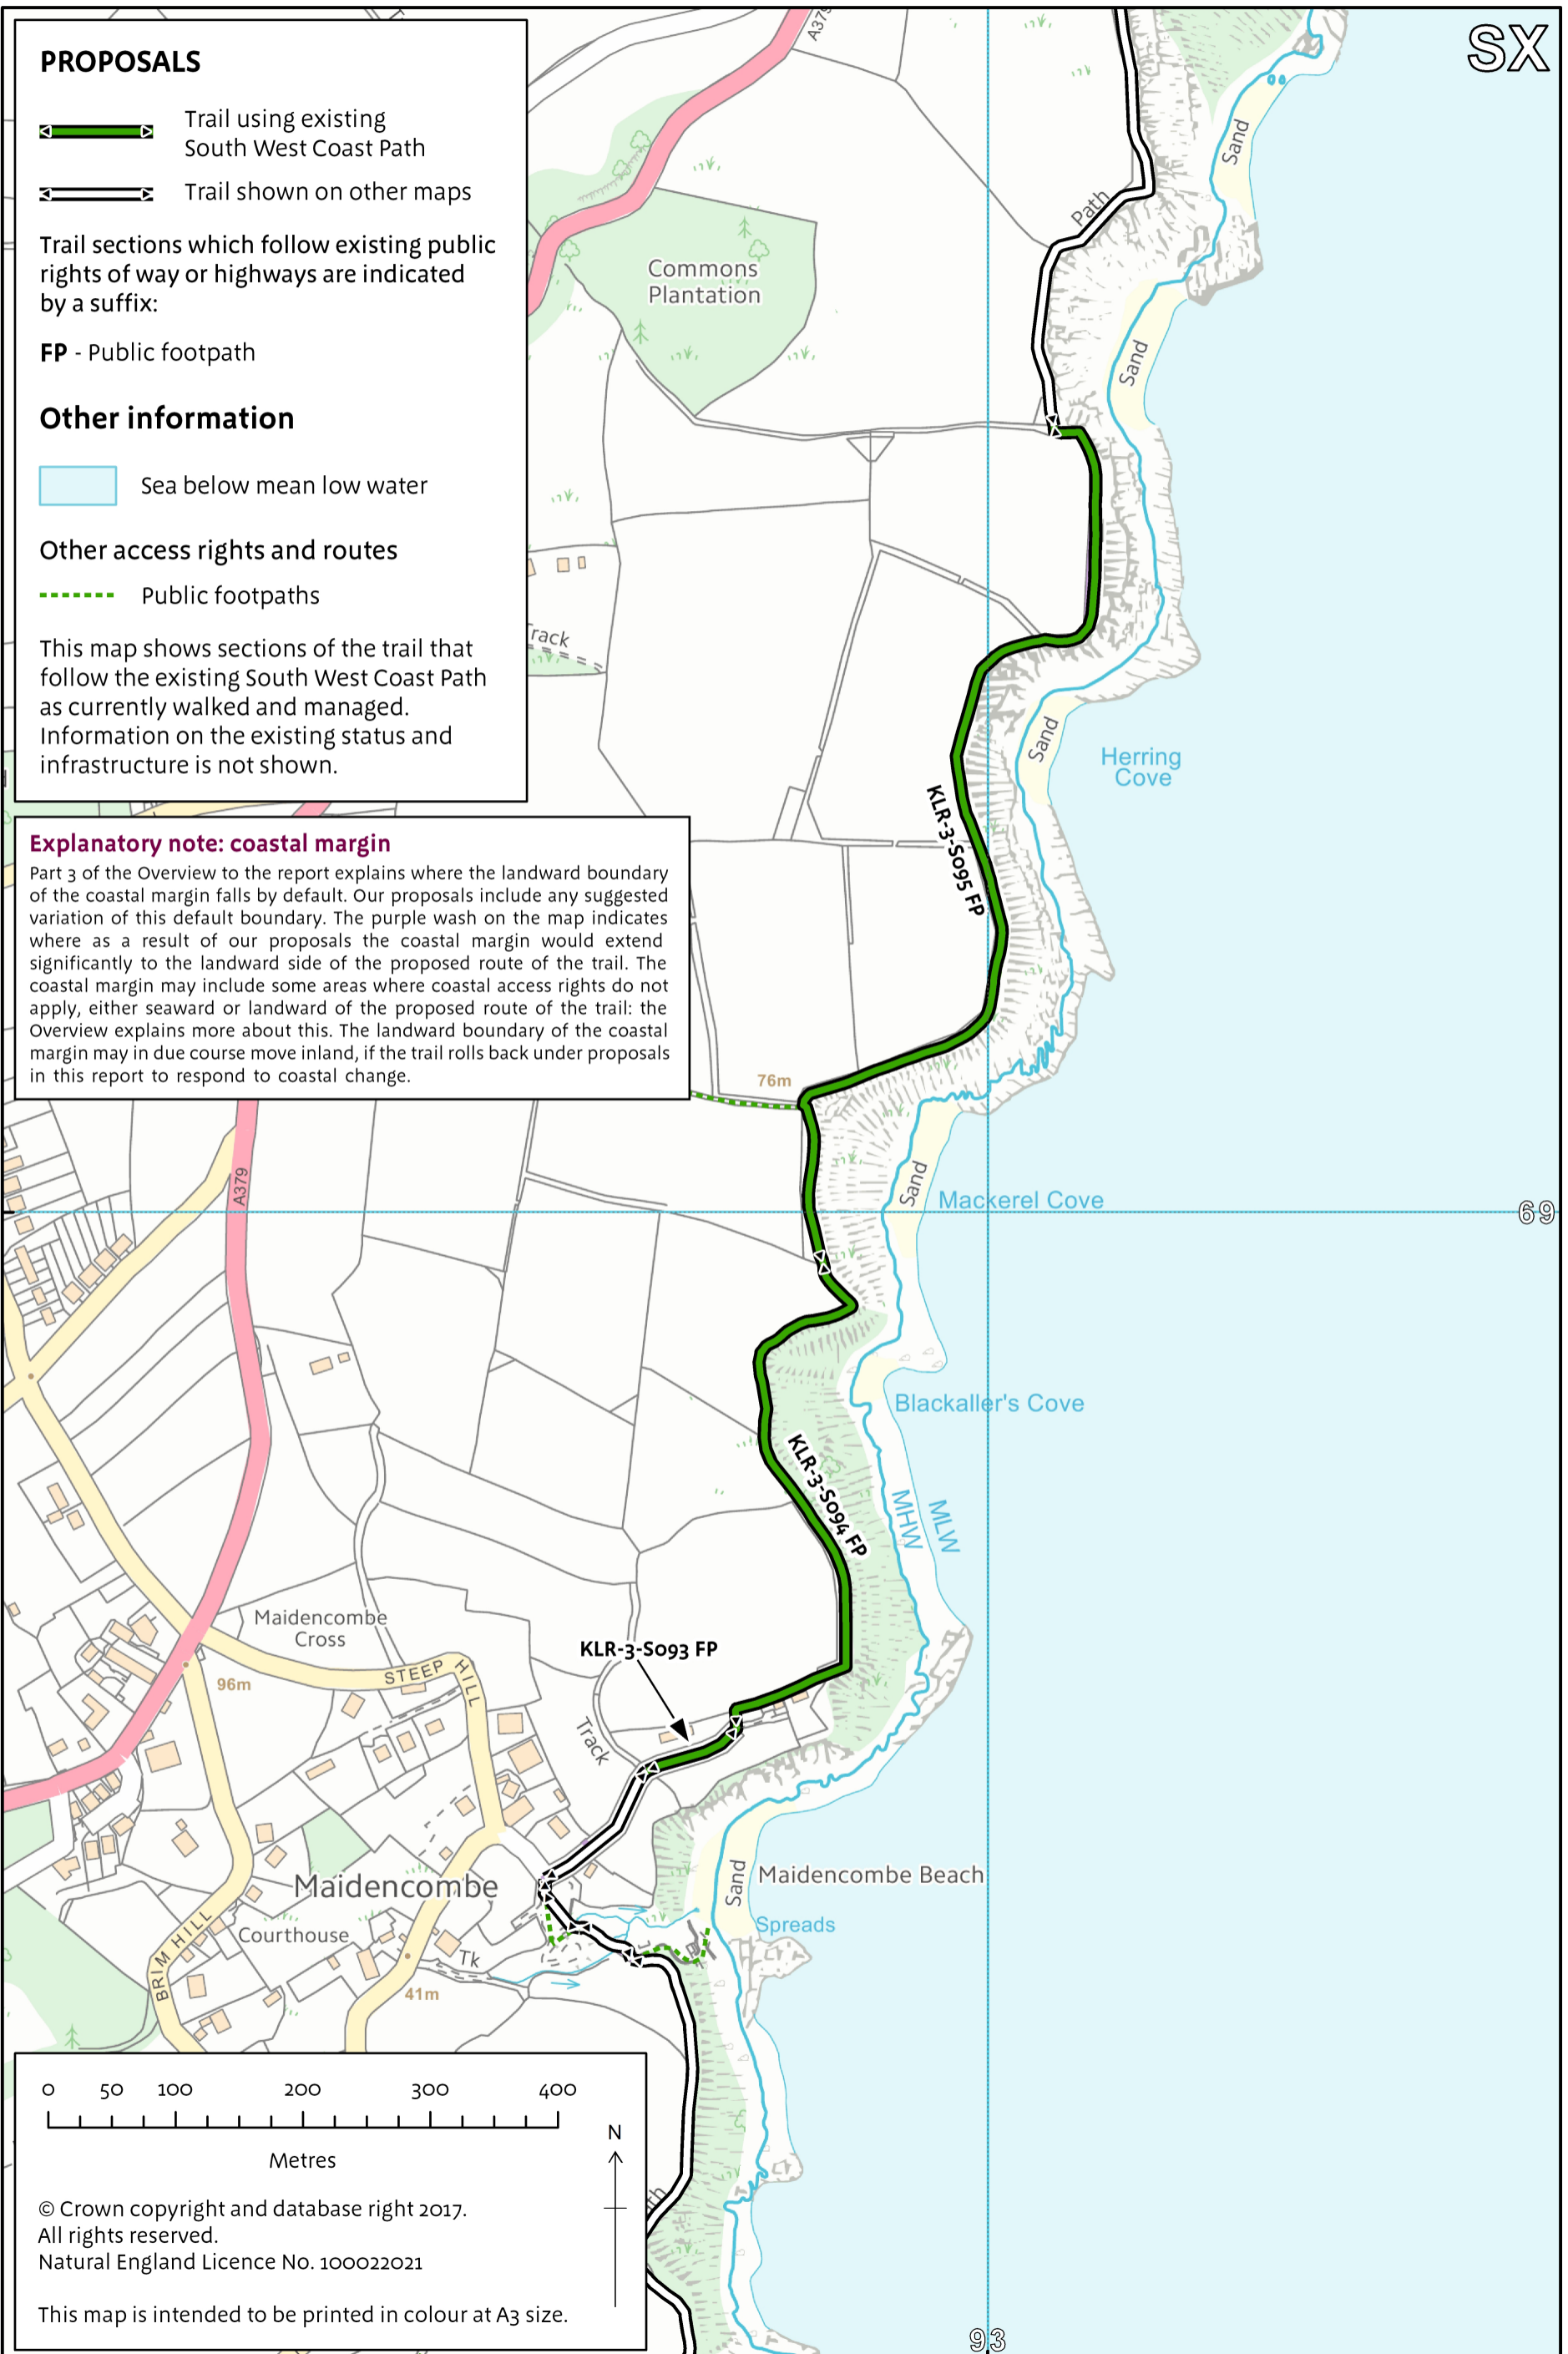 PROPOSALS
Trail using existing
South West Coast Path
Trail shown on other maps
Trail sections which follow existing public
rights of way or highways are indicated
by a suffix:
FP - Public footpath
Other information
Sea below mean low water
Other access rights and routes
Public footpaths
This map shows sections of the trail that
follow the existing South West Coast Path
as currently walked and managed.
Information on the existing status and
infrastructure is not shown.
Explanatory note: coastal margin
Part 3 of the Overview to the report explains where the landward boundary
of the coastal margin falls by default. Our proposals include any suggested
variation of this default boundary. The purple wash on the map indicates
where as a result of our proposals the coastal margin would extend
significantly to the landward side of the proposed route of the trail. The
coastal margin may include some areas where coastal access rights do not
apply, either seaward or landward of the proposed route of the trail: the
Overview explains more about this. The landward boundary of the coastal
margin may in due course move inland, if the trail rolls back under proposals
in this report to respond to coastal change.
SX
A379
Sand
Path
Commons
Plantation
Sand
rack
Sand
Herring
Cove
KLR-3-S095 FP
76m
A379
Sand
Mackerel Cove
69
Blackaller's Cove
KLR-3-S094 FP
MHW
MLW
Maidencombe
Cross
KLR-3-S093 FP
STEEP HILL
96m
Track
Maidencombe
Sand
Maidencombe Beach
Courthouse
Spreads
BRIM HILL
Tk
41m
0 50 100 200 300 400
Metres
N
© Crown copyright and database right 2017.
All rights reserved.
Natural England Licence No. 100022021
This map is intended to be printed in colour at A3 size.
th
93